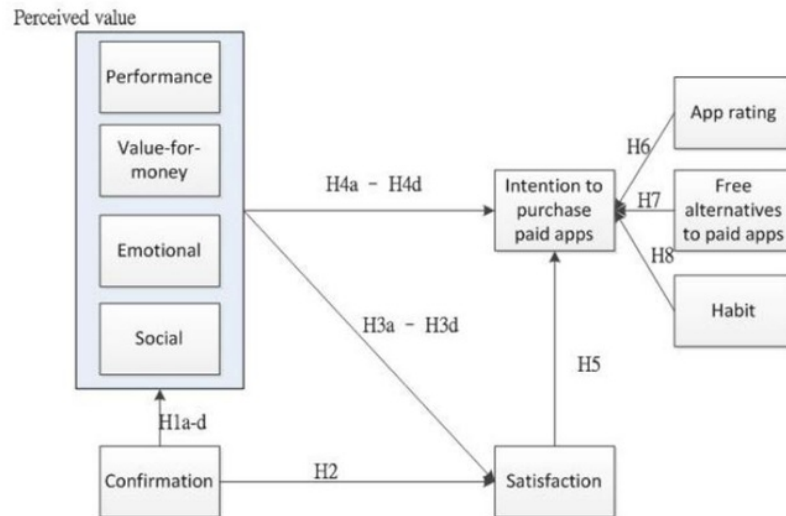 Perceived value
Performance
Value-for-
money
Emotional
Social
H1a-d
Confirmation
H2
H3a - H3d
H4a - H4d
Satisfaction
H5
Intention to
purchase
paid apps
H6
H7
H8
App rating
Free
alternatives
to paid apps
Habit